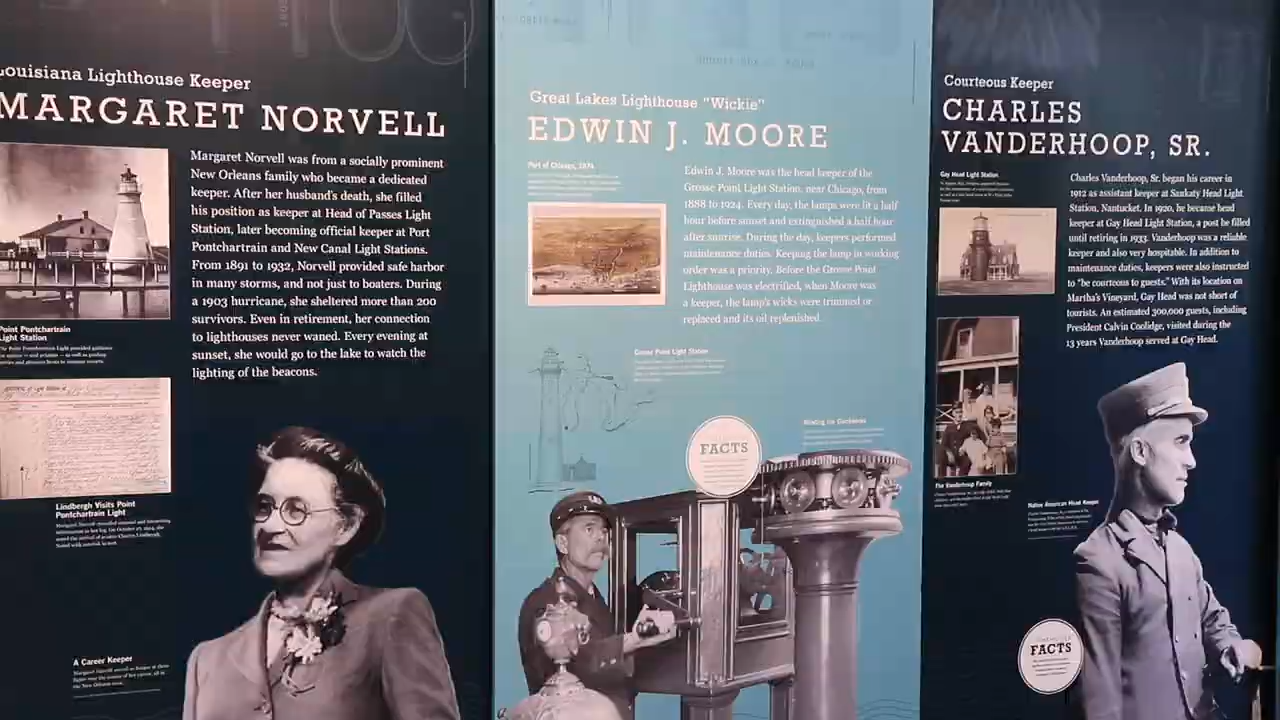 Louisiana Lighthouse Keeper
MARGARET NORVELL
Margaret Norvell was from a socially prominent
New Orleans family who became a dedicated
keeper. After her husband's death, she filled
his position as keeper at Head of Passes Light
Station, later becoming official keeper at Port
Pontchartrain and New Canal Light Stations.
From 1891 to 1932, Norvell provided safe harbor
in many storms, and not just to boaters. During
a 1903 hurricane, she sheltered more than 200
survivors. Even in retirement, her connection
to lighthouses never waned. Every evening at
sunset, she would go to the lake to watch the
lighting of the beacons.
Point Pontchartrain
Light Station
Lindbergh Visits Point
Pontchartrain Light
A Career Keeper
Great Lakes Lighthouse "Wickie"
EDWIN J. MOORE
Port of Chicago, 1874
Edwin J. Moore was the head keeper of the
Grosse Point Light Station, near Chicago, from
1888 to 1924. Every day, the lamps were lit a half
hour before sunset and extinguished a half hour
after sunrise. During the day, keepers performed
maintenance duties. Keeping the lamp in working
order was a priority. Before the Grosse Point
Lighthouse was electrified, when Moore was
a keeper, the lamp's wicks were trimmed or
replaced and its oil replenished.
Grosse Point Light Station
FACTS
Courteous Keeper
CHARLES
VANDERHOOP, SR.
Gay Head Light Station
Charles Vanderhoop, Sr. began his career in
1912 as assistant keeper at Sankaty Head Light
Station, Nantucket. In 1920, he became head
keeper at Gay Head Light Station, a post he filled
until retiring in 1933. Vanderhoop was a reliable
keeper and also very hospitable. In addition to
maintenance duties, keepers were also instructed
to "be courteous to guests." With its location on
Martha's Vineyard, Gay Head was not short of
tourists. An estimated 300,000 guests, including
President Calvin Coolidge, visited during the
13 years Vanderhoop served at Gay Head.
The Vanderhoop Family
Native American Head Keeper
FACTS